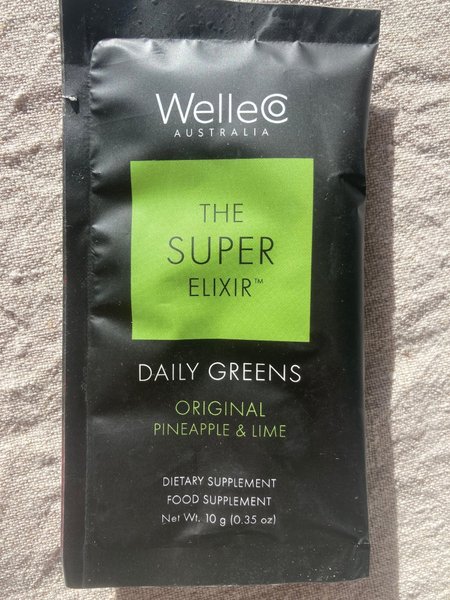 WelleCo
AUSTRALIA
THE
SUPER
ELIXIR™
DAILY GREENS
ORIGINAL
PINEAPPLE & LIME
DIETARY SUPPLEMENT
FOOD SUPPLEMENT
Net Wt. 10 g (0.35 oz)